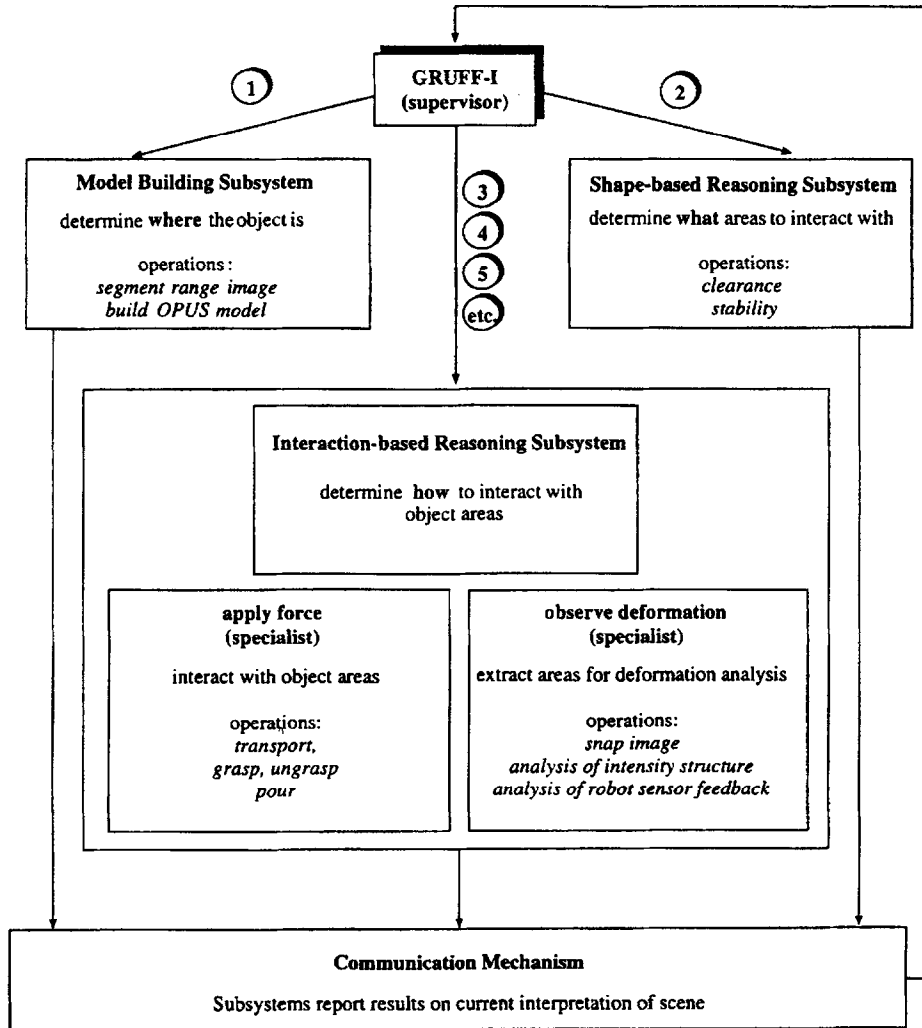 GRUFF-I
(supervisor)
1
2
Model Building Subsystem
determine where the object is
operations :
segment range image
build OPUS model
3
4
5
etc.
Shape-based Reasoning Subsystem
determine what areas to interact with
operations:
clearance
stability
Interaction-based Reasoning Subsystem
determine how to interact with
object areas
apply force
(specialist)
interact with object areas
operations:
transport,
grasp, ungrasp
pour
observe deformation
(specialist)
extract areas for deformation analysis
operations:
snap image
analysis of intensity structure
analysis of robot sensor feedback
Communication Mechanism
Subsystems report results on current interpretation of scene